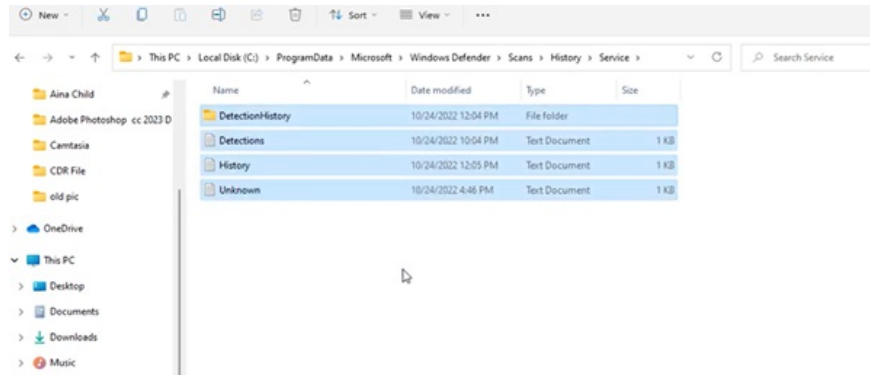 New Sort View
This PC > Local Disk (C:) > ProgramData > Microsoft > Windows Defender > Scans > History > Service > Search Service
Name Date modified Type Size
Aina Child
Adobe Photoshop cc 2023 D
Camtasia
CDR File
old pic
OneDrive
This PC
Desktop
Documents
Downloads
Music
DetectionHistory 10/24/2022 12:04 PM File folder
Detections 10/24/2022 10:04 PM Text Document 1 KB
History 10/24/2022 12:05 PM Text Document 1 KB
Unknown 10/24/2022 4:46 PM Text Document 1 KB